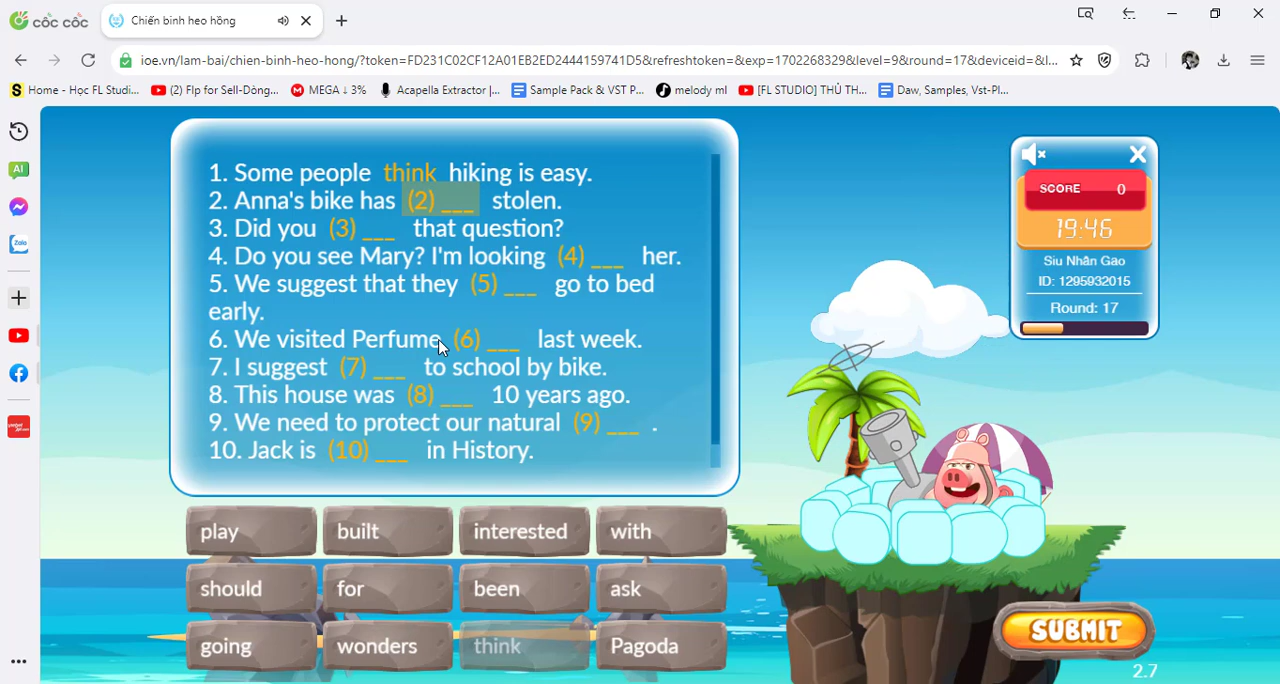 cốc cốc
Chiến binh heo hồng
ioe.vn/lam-bai/chien-binh-heo-hong/?token=FD231C02CF12A01EB2ED2444159741D5&refreshtoken=&exp=1702268329&level=9&round=17&deviceid=&l...
Home - Học FL Studi...
(2) Flp for Sell-Dòng...
MEGA ↓ 3%
Acapella Extractor |...
Sample Pack & VST P...
melody ml
[FL STUDIO] THỦ TH...
Daw, Samples, Vst-Pl...
AI
Zalo
1. Some people think hiking is easy.
2. Anna's bike has (2) ___ stolen.
3. Did you (3) ___ that question?
4. Do you see Mary? I'm looking (4) ___ her.
5. We suggest that they (5) ___ go to bed
early.
6. We visited Perfume (6) ___ last week.
7. I suggest (7) ___ to school by bike.
8. This house was (8) ___ 10 years ago.
9. We need to protect our natural (9) ___ .
10. Jack is (10) ___ in History.
SCORE 0
19:46
Siu Nhân Gao
ID: 1295932015
Round: 17
play built interested with
should for been ask
going wonders think Pagoda
SUBMIT
2.7